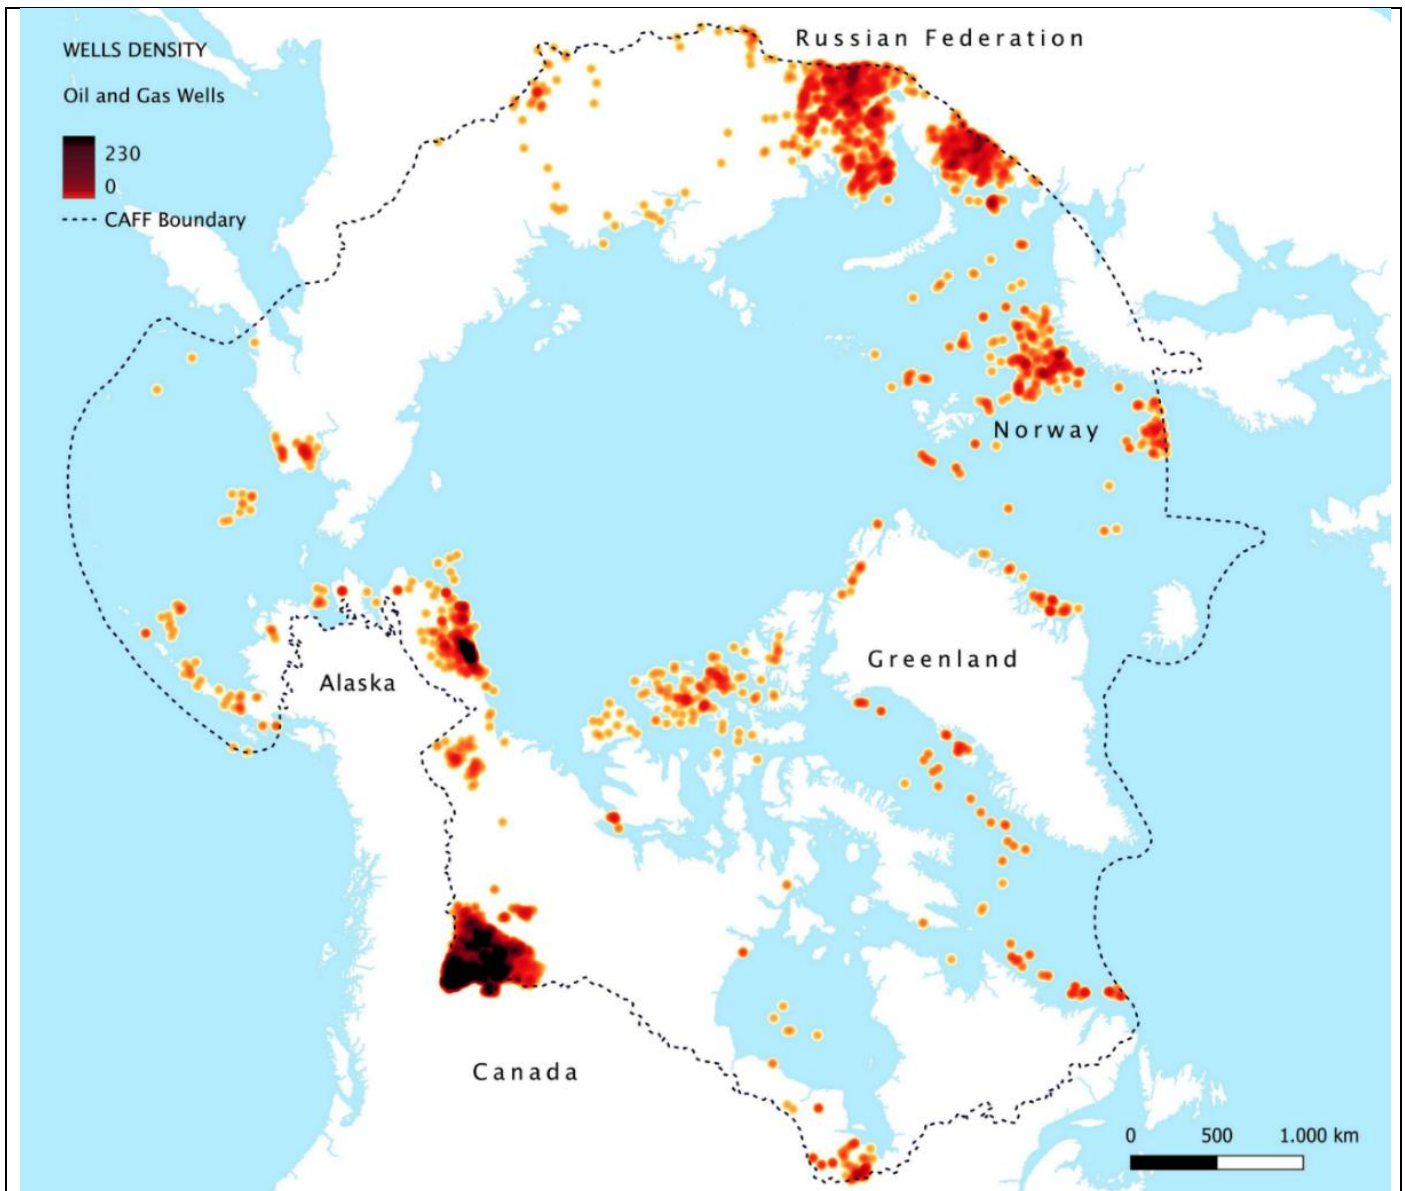 WELLS DENSITY
Oil and Gas Wells
230
0
CAFF Boundary
Russian Federation
Norway
Greenland
Alaska
Canada
0 500 1.000 km